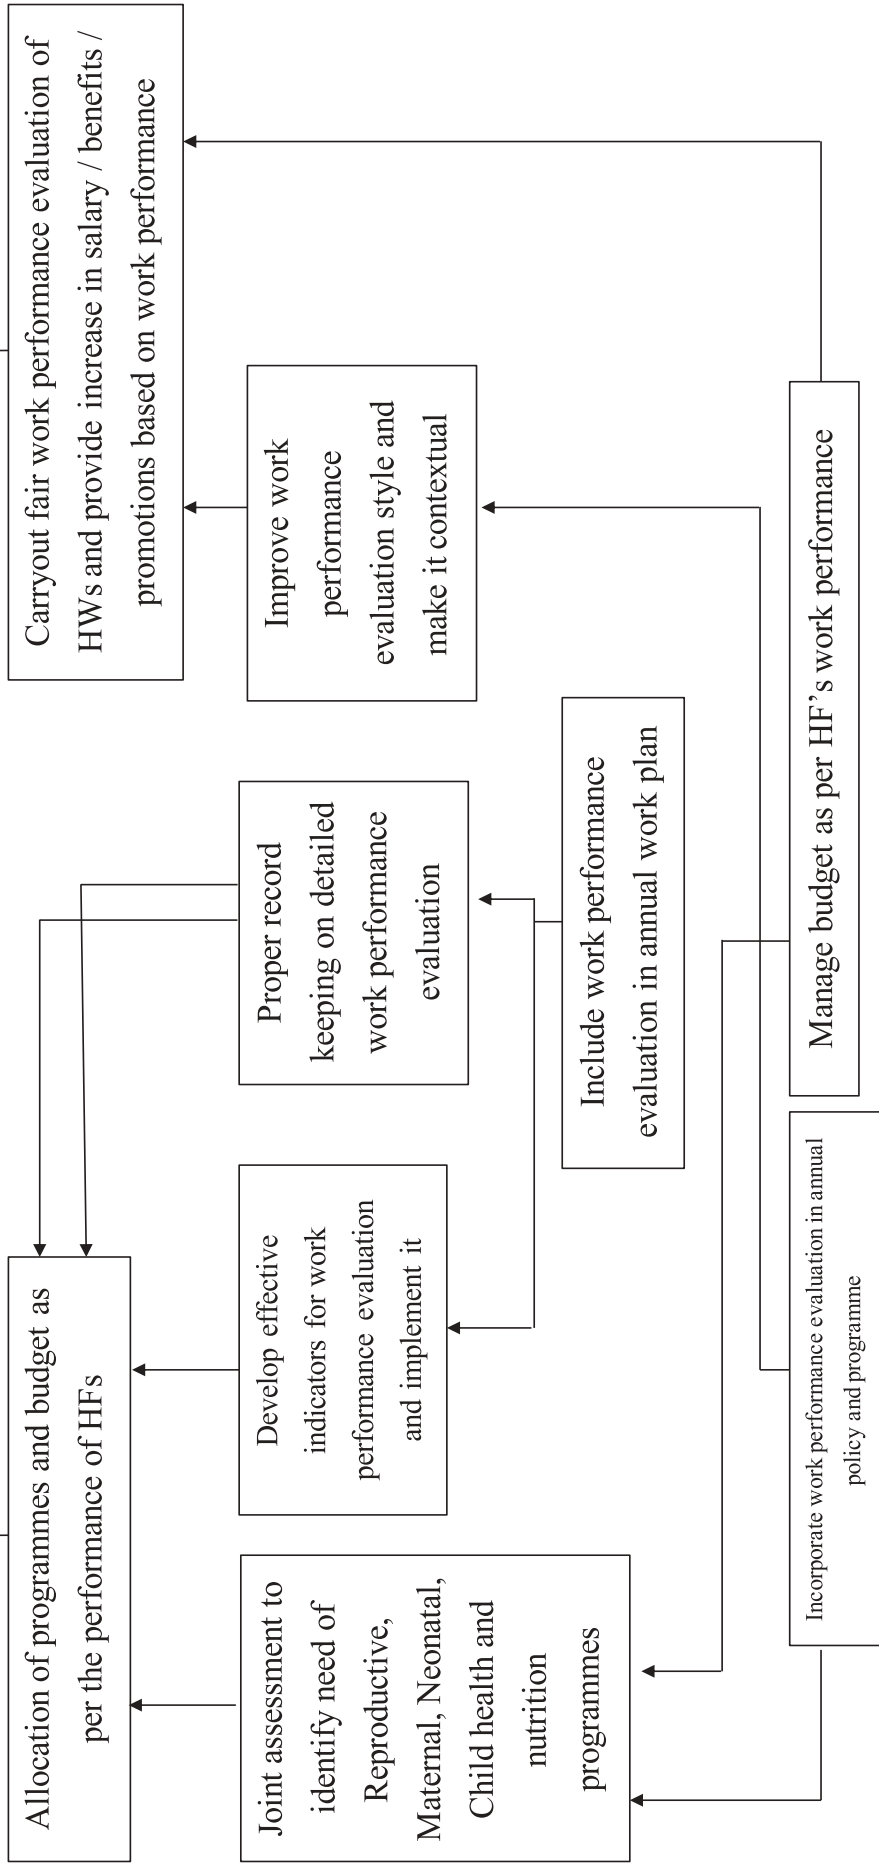 Allocation of programmes and budget as
per the performance of HFs
Carryout fair work performance evaluation of
HWs and provide increase in salary / benefits /
promotions based on work performance
Joint assessment to
identify need of
Reproductive,
Maternal, Neonatal,
Child health and
nutrition
programmes
Develop effective
indicators for work
performance evaluation
and implement it
Proper record
keeping on detailed
work performance
evaluation
Improve work
performance
evaluation style and
make it contextual
Include work performance
evaluation in annual work plan
Incorporate work performance evaluation in annual
policy and programme
Manage budget as per HF's work performance